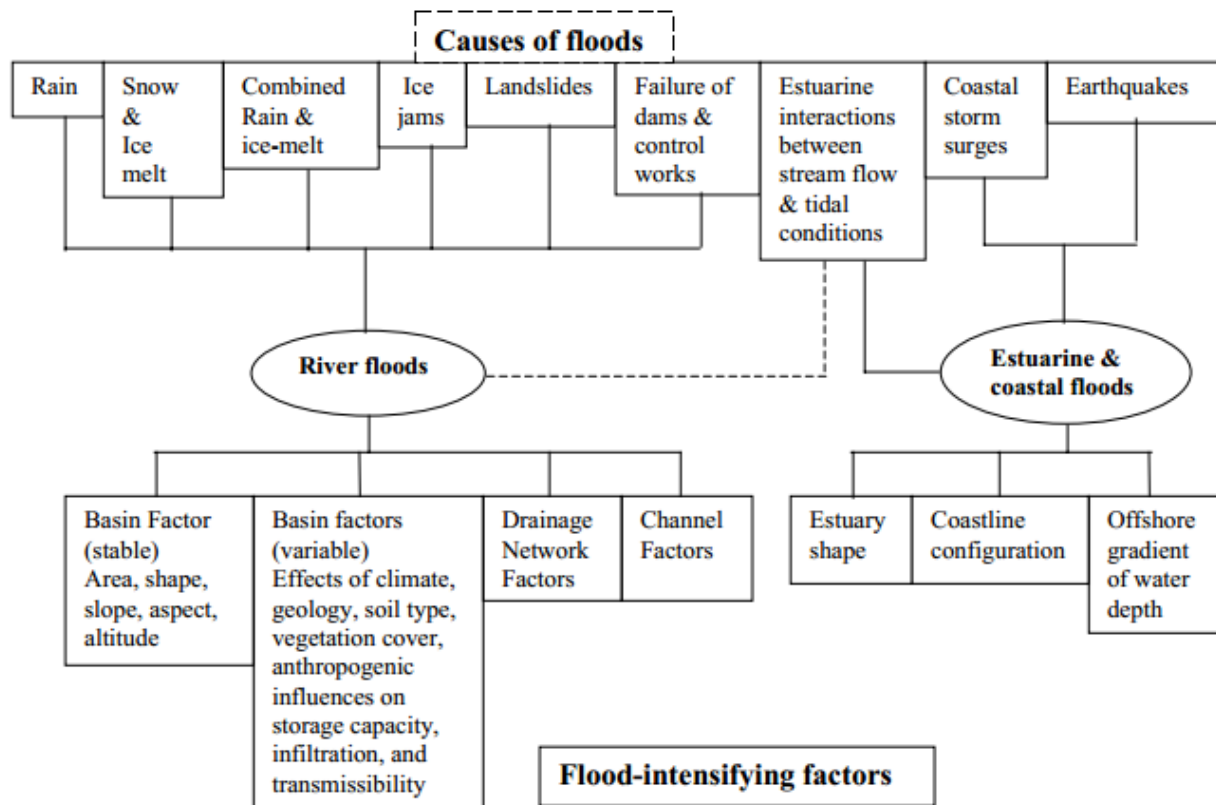 Causes of floods
Rain
Snow
&
Ice
melt
Combined
Rain &
ice-melt
Ice
jams
Landslides
Failure of
dams &
control
works
Estuarine
interactions
between
stream flow
& tidal
conditions
Coastal
storm
surges
Earthquakes
River floods
Estuarine &
coastal floods
Basin Factor
(stable)
Area, shape,
slope, aspect,
altitude
Basin factors
(variable)
Effects of climate,
geology, soil type,
vegetation cover,
anthropogenic
influences on
storage capacity,
infiltration, and
transmissibility
Drainage
Network
Factors
Channel
Factors
Estuary
shape
Coastline
configuration
Offshore
gradient
of water
depth
Flood-intensifying factors